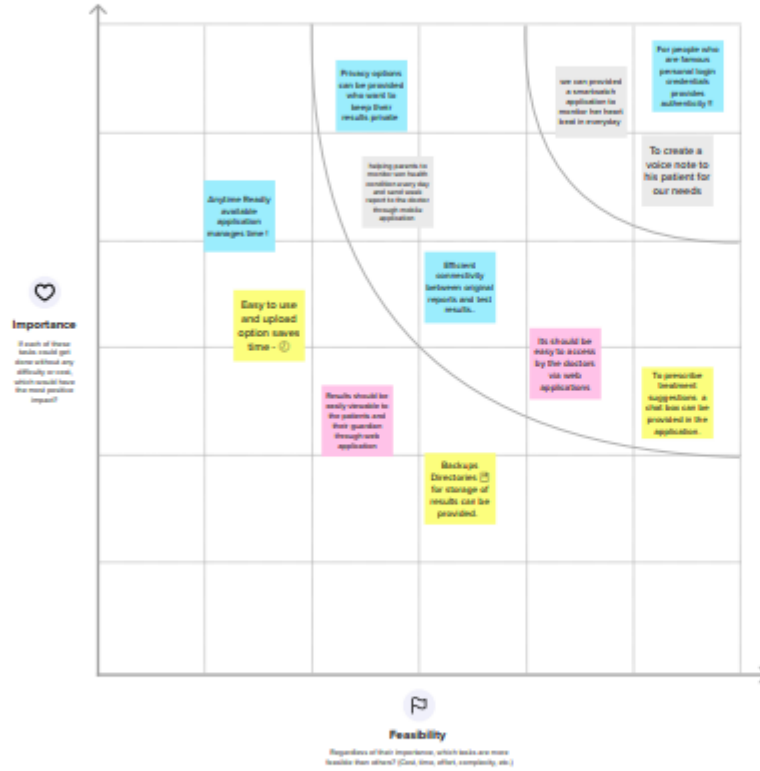 Privacy options
can be provided
who want to
keep their
results private
we can provided
a smartwatch
application to
monitor her heart
beat in everyday
For people who
are famous
personal login
credentials
provides
authenticity !!
helping parents to
monitor own health
condition every day
and send weak
report to the doctor
through mobile
application
To create a
voice note to
his patient for
our needs
Anytime Ready
available
application
manages time !
Efficient
connectivity
between original
reports and test
results..
Easy to use
and upload
option saves
time -
Its should be
easy to access
by the doctors
via web
applications
To prescribe
treatment
suggestions a
chat box can be
provided in the
application.
Results should be
easily viewable to
the patients and
their guardian
through web
application
Backups
Directories
for storage of
results can be
provided.
Importance
If each of these
tasks could get
done without any
difficulty or cost,
which would have
the most positive
impact?
Feasibility
Regardless of their importance, which tasks are more
feasible than others? (Cost, time, effort, complexity, etc.)